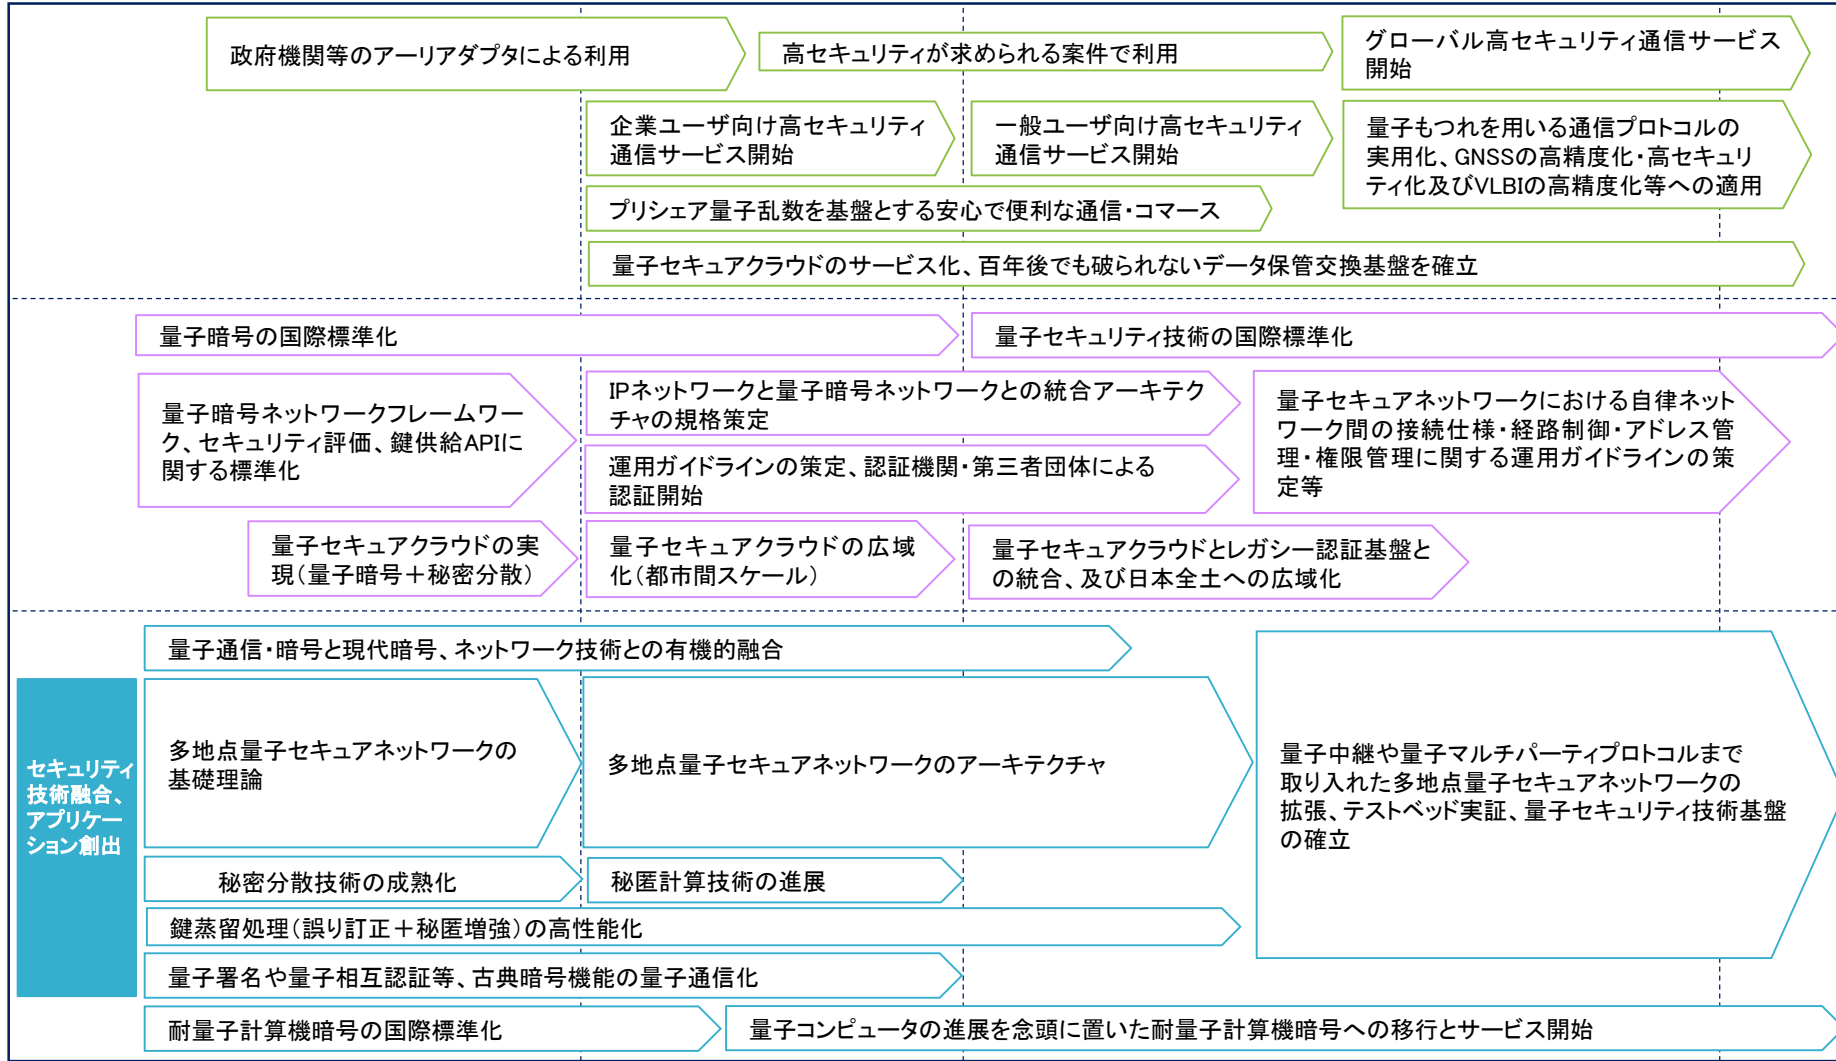 政府機関等のアーリアダプタによる利用
高セキュリティが求められる案件で利用
グローバル高セキュリティ通信サービス
開始
企業ユーザ向け高セキュリティ
通信サービス開始
一般ユーザ向け高セキュリティ
通信サービス開始
量子もつれを用いる通信プロトコルの
実用化、GNSSの高精度化・高セキュリ
ティ化及びVLBIの高精度化等への適用
プリシェア量子乱数を基盤とする安心で便利な通信・コマース
量子セキュアクラウドのサービス化、百年後でも破られないデータ保管交換基盤を確立
量子暗号の国際標準化
量子セキュリティ技術の国際標準化
量子暗号ネットワークフレームワー
ク、セキュリティ評価、鍵供給APIに
関する標準化
IPネットワークと量子暗号ネットワークとの統合アーキテク
チャの規格策定
運用ガイドラインの策定、認証機関・第三者団体による
認証開始
量子セキュアネットワークにおける自律ネット
ワーク間の接続仕様・経路制御・アドレス管
理・権限管理に関する運用ガイドラインの策
定等
量子セキュアクラウドの実
現（量子暗号＋秘密分散）
量子セキュアクラウドの広域
化（都市間スケール）
量子セキュアクラウドとレガシー認証基盤と
の統合、及び日本全土への広域化
量子通信・暗号と現代暗号、ネットワーク技術との有機的融合
セキュリティ
技術融合、
アプリケー
ション創出
多地点量子セキュアネットワークの
基礎理論
多地点量子セキュアネットワークのアーキテクチャ
量子中継や量子マルチパーティプロトコルまで
取り入れた多地点量子セキュアネットワークの
拡張、テストベッド実証、量子セキュリティ技術基盤
の確立
秘密分散技術の成熟化
秘匿計算技術の進展
鍵蒸留処理（誤り訂正＋秘匿増強）の高性能化
量子署名や量子相互認証等、古典暗号機能の量子通信化
耐量子計算機暗号の国際標準化
量子コンピュータの進展を念頭に置いた耐量子計算機暗号への移行とサービス開始